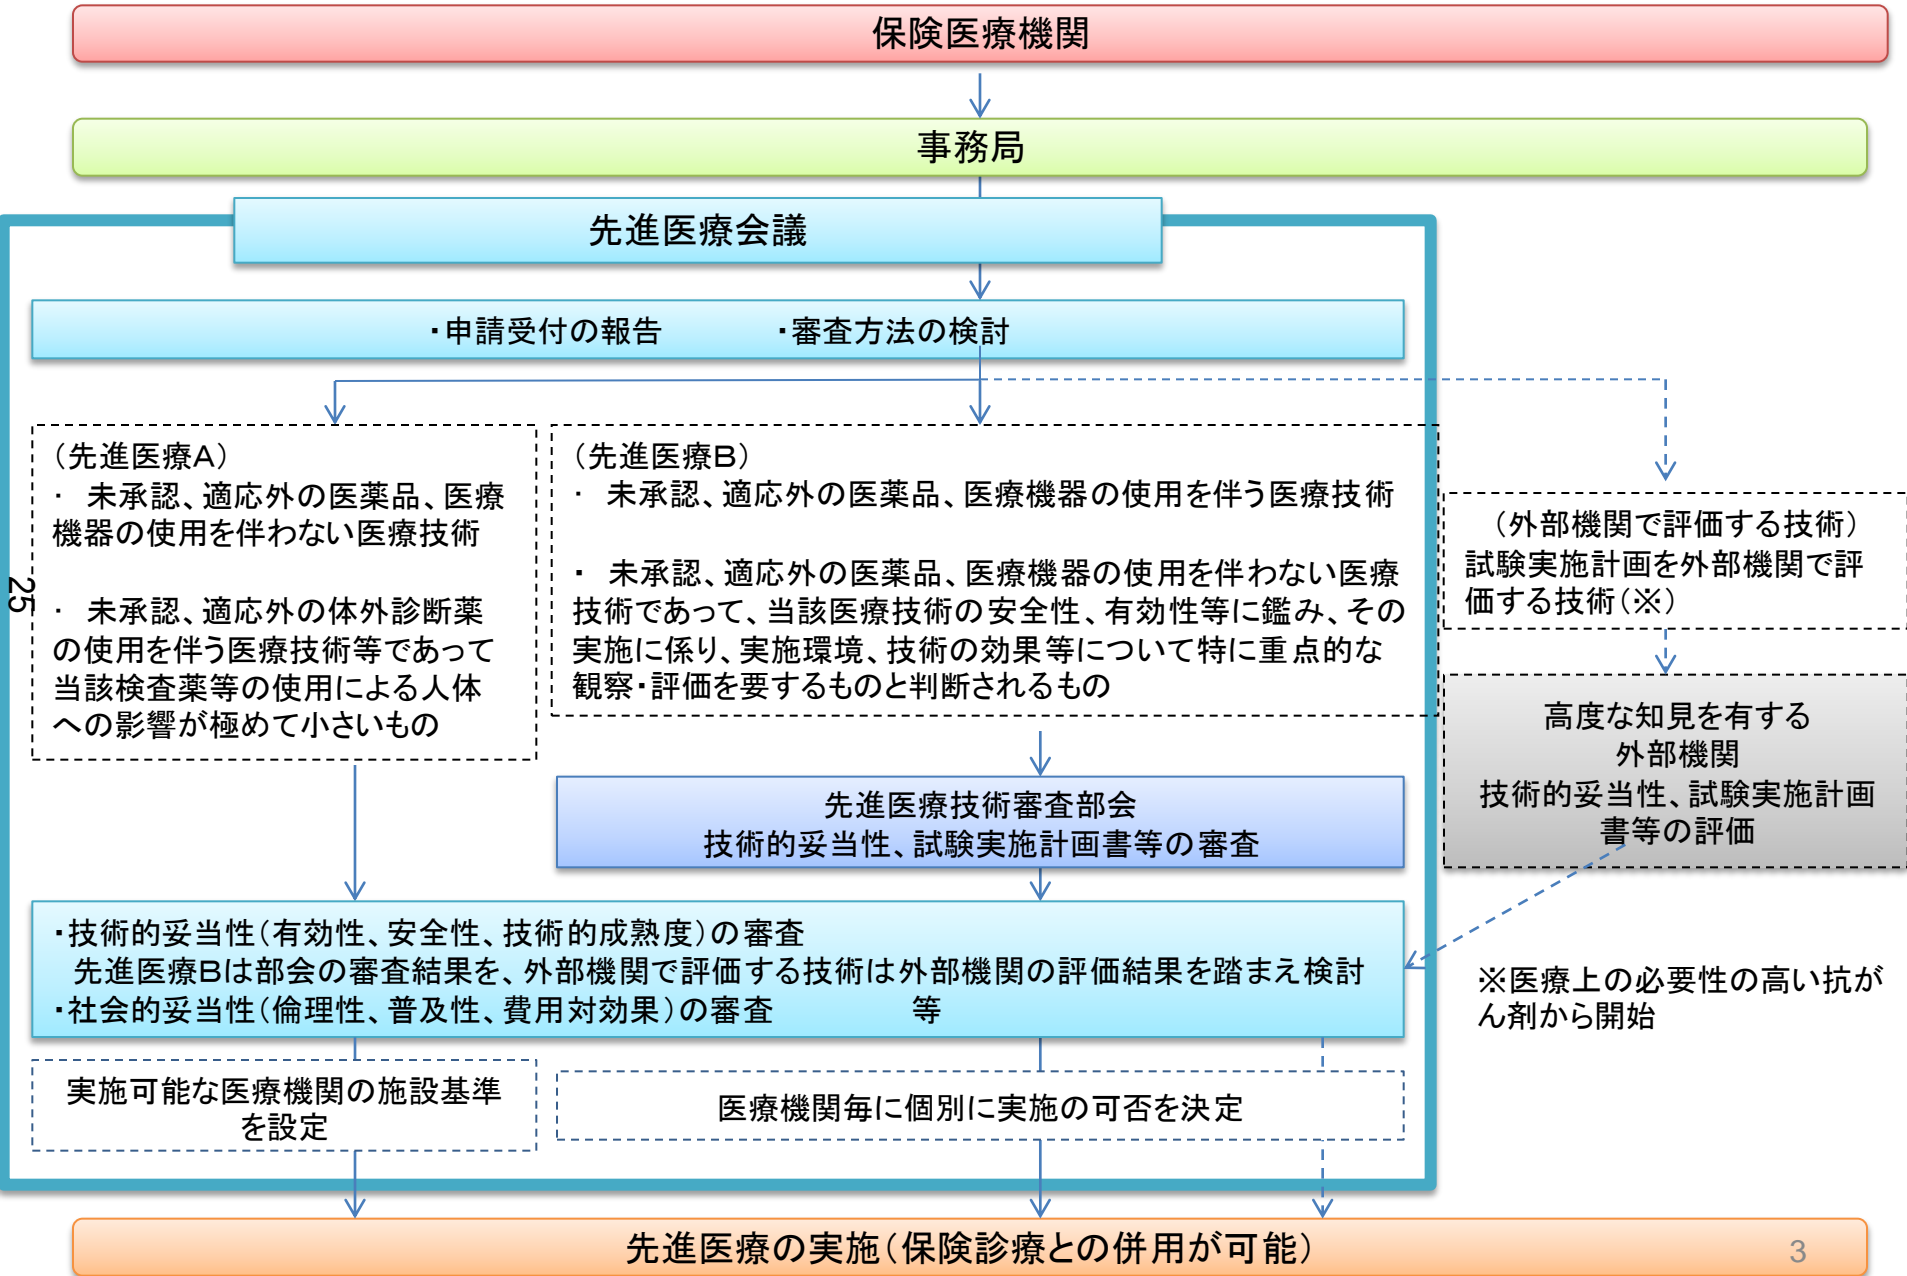 保険医療機関
事務局
先進医療会議
・申請受付の報告　　　・審査方法の検討
（先進医療A）
・ 未承認、適応外の医薬品、医療
機器の使用を伴わない医療技術
・ 未承認、適応外の体外診断薬
の使用を伴う医療技術等であって
当該検査薬等の使用による人体
への影響が極めて小さいもの
（先進医療B）
・ 未承認、適応外の医薬品、医療機器の使用を伴う医療技術
・ 未承認、適応外の医薬品、医療機器の使用を伴わない医療
技術であって、当該医療技術の安全性、有効性等に鑑み、その
実施に係り、実施環境、技術の効果等について特に重点的な
観察・評価を要するものと判断されるもの
（外部機関で評価する技術）
試験実施計画を外部機関で評
価する技術（※）
25
高度な知見を有する
外部機関
技術的妥当性、試験実施計画
書等の評価
先進医療技術審査部会
技術的妥当性、試験実施計画書等の審査
・技術的妥当性（有効性、安全性、技術的成熟度）の審査
先進医療Bは部会の審査結果を、外部機関で評価する技術は外部機関の評価結果を踏まえ検討
・社会的妥当性（倫理性、普及性、費用対効果）の審査　　　　等
※医療上の必要性の高い抗が
ん剤から開始
実施可能な医療機関の施設基準
を設定
医療機関毎に個別に実施の可否を決定
先進医療の実施（保険診療との併用が可能）
3